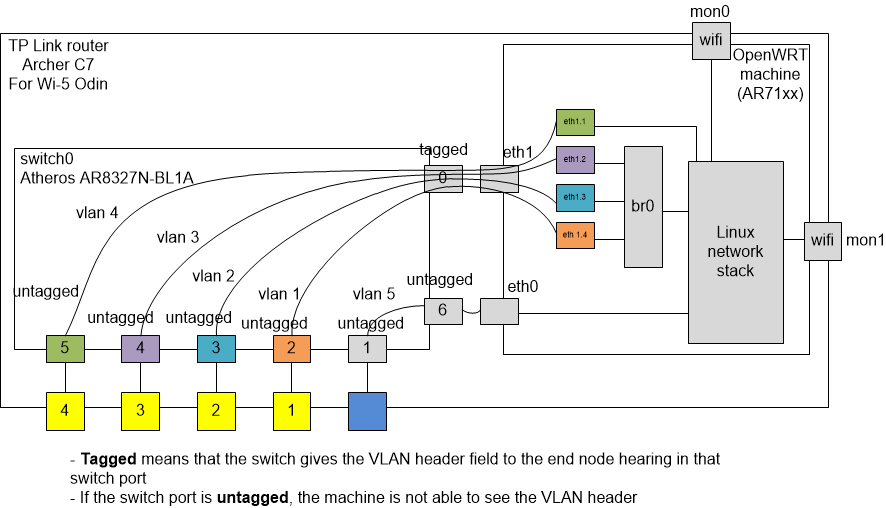 mon0
TP Link router
Archer C7
For Wi-5 Odin
wifi
OpenWRT
machine
(AR71xx)
switch0
Atheros AR8327N-BL1A
tagged
0
eth1
eth1.1
eth1.2
eth1.3
eth 1.4
br0
Linux
network
stack
wifi
mon1
vlan 4
vlan 3
vlan 2
vlan 1
vlan 5
untagged
untagged
untagged
untagged
untagged
untagged
6
eth0
5
4
3
2
1
4
3
2
1
- Tagged means that the switch gives the VLAN header field to the end node hearing in that
switch port
- If the switch port is untagged, the machine is not able to see the VLAN header